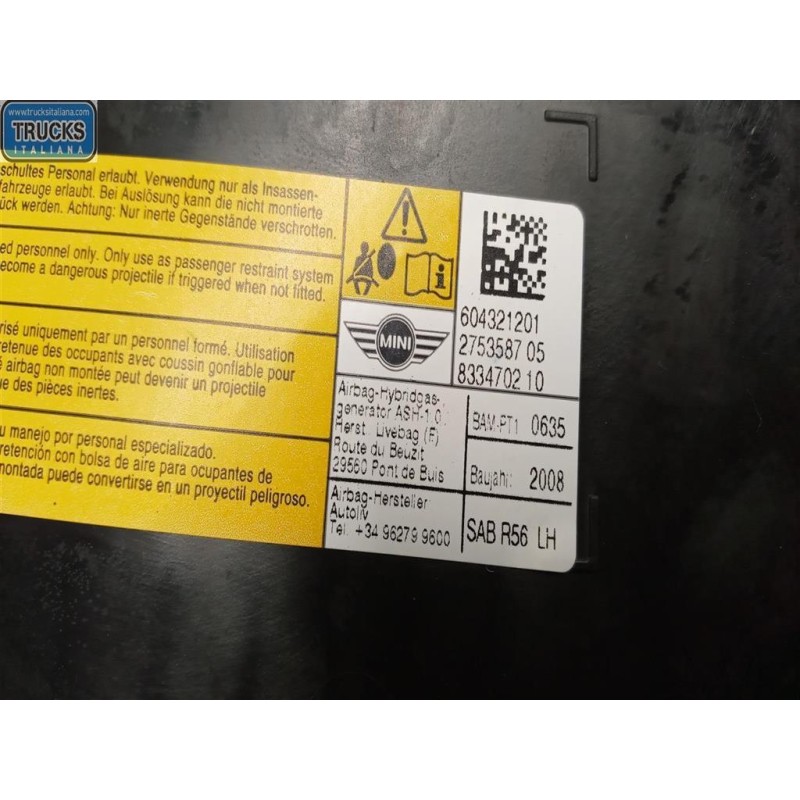 www.trucksitaliana.com
TRUCKS
ITALIANA
schultes Personal erlaubt. Verwendung nur als Insassen-
fahrzeuge erlaubt. Bei Auslösung kann die nicht montierte
ück werden. Achtung: Nur inerte Gegenstände verschrotten.
ed personnel only. Only use as passenger restraint system
ecome a dangerous projectile if triggered when not fitted.
orisé uniquement par un personnel formé. Utilisation
retenue des occupants avec coussin gonflable pour
é airbag non montée peut devenir un projectile
ue des pièces inertes.
u manejo por personal especializado.
retención con bolsa de aire para ocupantes de
montada puede convertirse en un proyectil peligroso.
MINI
604321201
2753587 05
8334702 10
Airbag-Hybridgas-
generator ASH-1.0
Herst. Livebag (F)
Route du Beuzit
29560 Pont de Buis
BAM-PT1 0635
Baujahr: 2008
Airbag-Hersteller
Autoliv
Tel. +34 96279 9600
SAB R56 LH